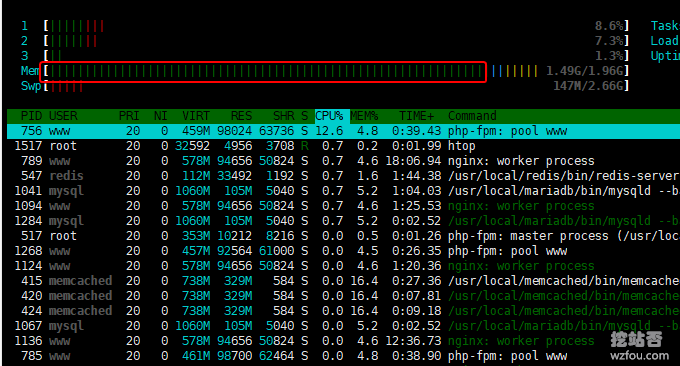 1 [||||||||| 8.6%] Task
2 [|||||||| 7.3%] Load
3 [|| 1.3%] Upti
Mem[||||||||||||||||||||||||||||||||||||||||||||||||||||||||||||||||||||||| 1.49G/1.96G]
Swp[|||||| 147M/2.66G]
PID USER PRI NI VIRT RES SHR S CPU% MEM% TIME+ Command
756 www 20 0 459M 98024 63736 S 12.6 4.8 0:39.43 php-fpm: pool www
1517 root 20 0 32592 4956 3708 R 0.7 0.2 0:01.99 htop
789 www 20 0 578M 94656 50824 S 0.7 4.6 18:06.94 nginx: worker process
547 redis 20 0 112M 33492 1192 S 0.7 1.6 1:44.38 /usr/local/redis/bin/redis-server
1041 mysql 20 0 1060M 105M 5040 S 0.7 5.2 1:04.03 /usr/local/mariadb/bin/mysqld --b
1094 www 20 0 578M 94656 50824 S 0.7 4.6 1:25.53 nginx: worker process
1284 mysql 20 0 1060M 105M 5040 S 0.7 5.2 0:02.52 /usr/local/mariadb/bin/mysqld --b
517 root 20 0 353M 10212 8216 S 0.0 0.5 0:01.26 php-fpm: master process (/usr/loc
1268 www 20 0 457M 92564 61000 S 0.0 4.5 0:26.35 php-fpm: pool www
1124 www 20 0 578M 94656 50824 S 0.0 4.6 1:20.36 nginx: worker process
415 memcached 20 0 738M 329M 584 S 0.0 16.4 0:27.36 /usr/local/memcached/bin/memcache
420 memcached 20 0 738M 329M 584 S 0.0 16.4 0:07.81 /usr/local/memcached/bin/memcache
424 memcached 20 0 738M 329M 584 S 0.0 16.4 0:09.18 /usr/local/memcached/bin/memcache
1067 mysql 20 0 1060M 105M 5040 S 0.0 5.2 0:02.52 /usr/local/mariadb/bin/mysqld --b
1136 www 20 0 578M 94656 50824 S 0.0 4.6 12:36.73 nginx: worker process
785 www 20 0 461M 98700 62464 S 0.0 4.8 0:38.90 php-fpm: pool www
挖站否
wzfou.com